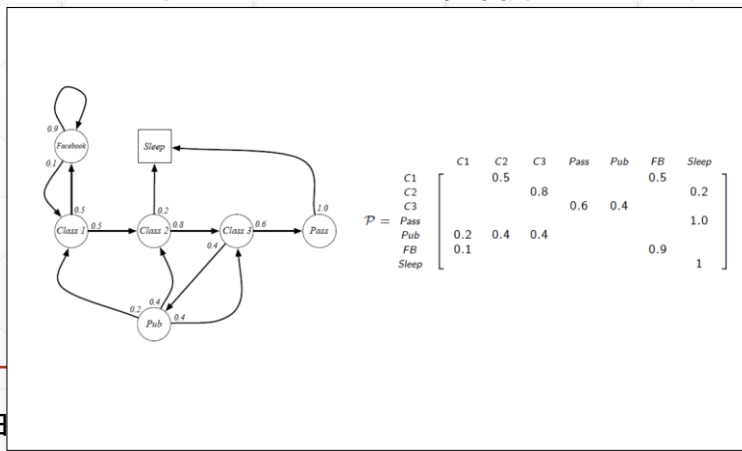 0.9
Facebook
Sleep
0.1
0.5
0.2
1.0
Class 1
0.5
Class 2
0.8
Class 3
0.6
Pass
0.4
0.2
0.4
Pub
0.4
C1 C2 C3 Pass Pub FB Sleep
C1 0.5 0.5
C2 0.8 0.2
C3 0.6 0.4
P = Pass 1.0
Pub 0.2 0.4 0.4
FB 0.1 0.9
Sleep 1